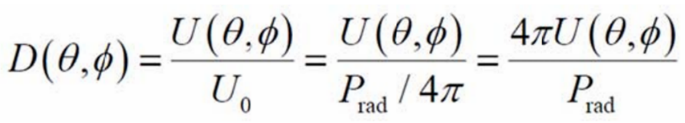 D(θ,ϕ) = U(θ,ϕ) / U₀ = U(θ,ϕ) / (P_rad / 4π) = 4πU(θ,ϕ) / P_rad